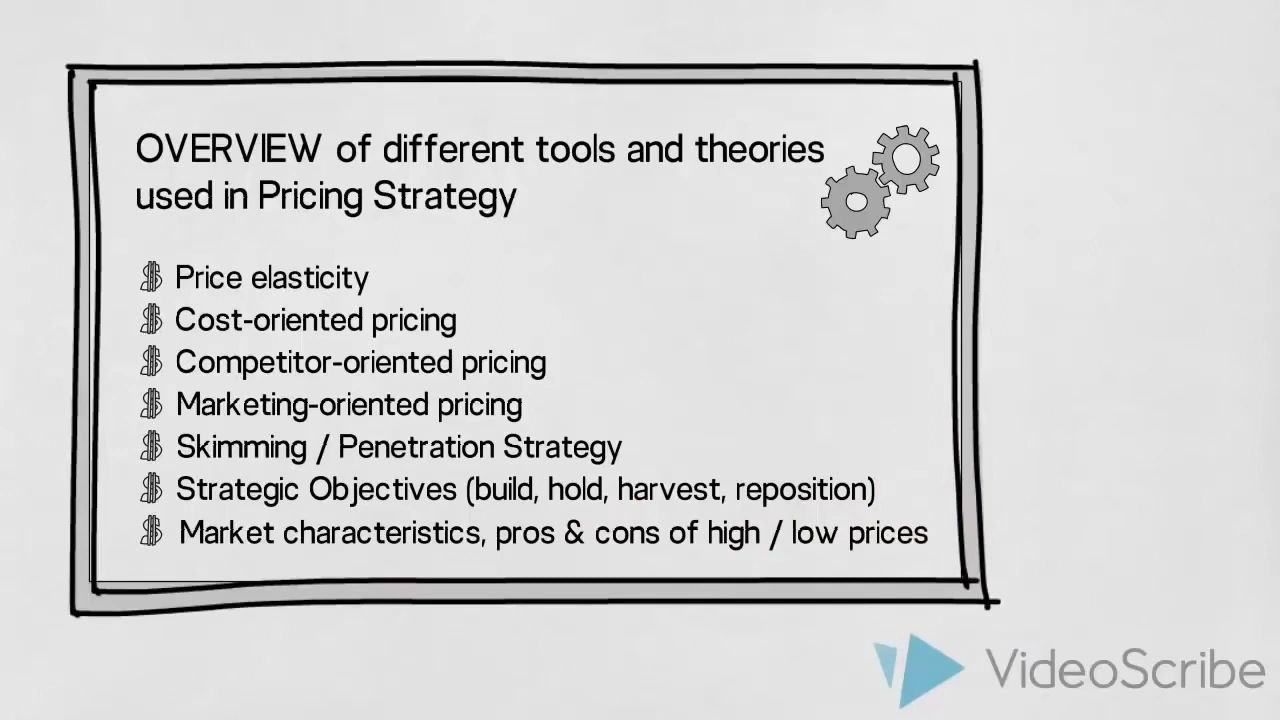 OVERVIEW of different tools and theories
used in Pricing Strategy
Price elasticity
Cost-oriented pricing
Competitor-oriented pricing
Marketing-oriented pricing
Skimming / Penetration Strategy
Strategic Objectives (build, hold, harvest, reposition)
Market characteristics, pros & cons of high / low prices
VideoScribe